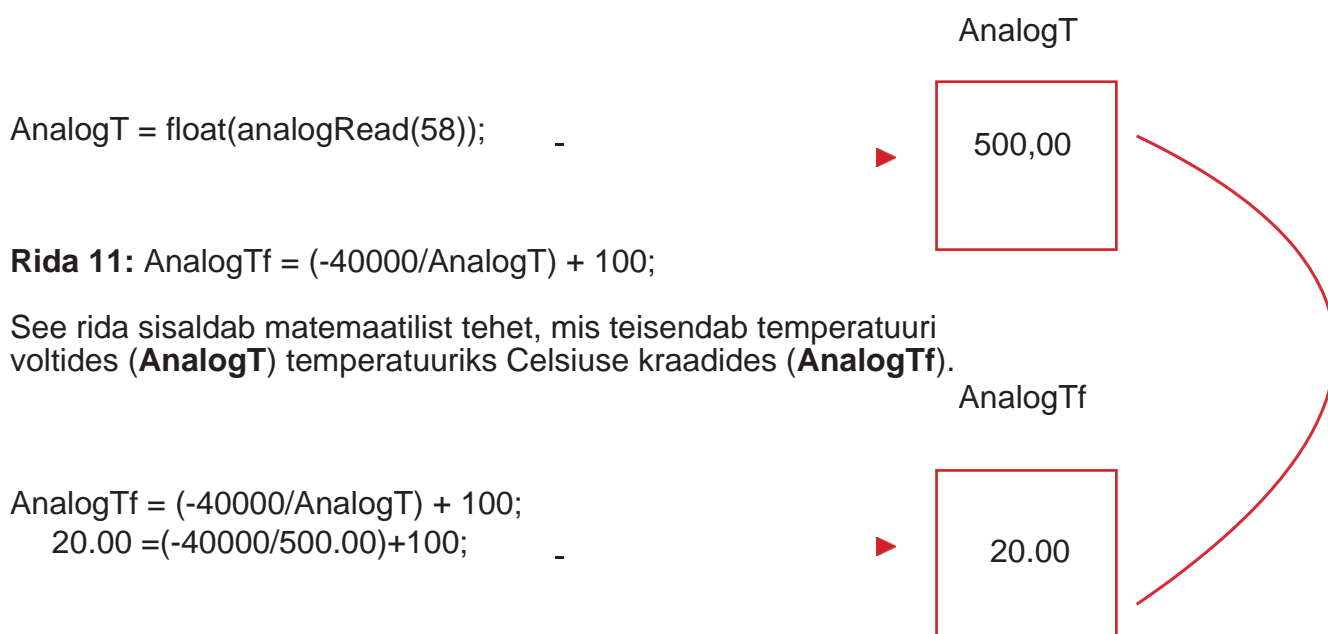 AnalogT
AnalogT = float(analogRead(58));
500,00
Rida 11: AnalogTf = (-40000/AnalogT) + 100;
See rida sisaldab matemaatilist tehet, mis teisendab temperatuuri
voltides (AnalogT) temperatuuriks Celsiuse kraadides (AnalogTf).
AnalogTf
AnalogTf = (-40000/AnalogT) + 100;
20.00 =(-40000/500.00)+100;
20.00